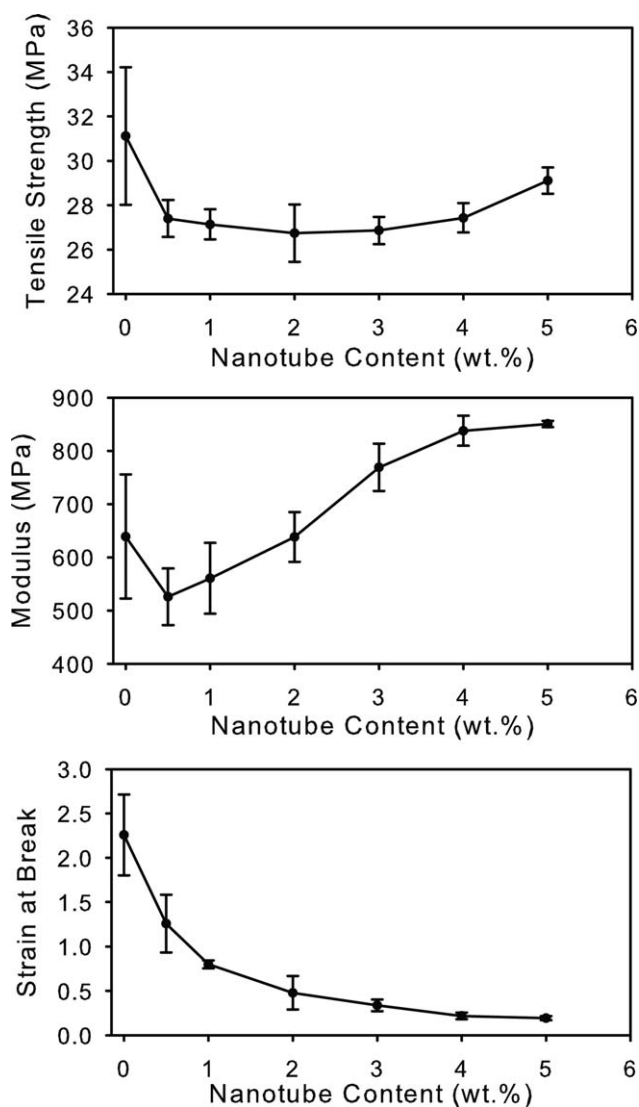 Tensile Strength (MPa)
36
34
32
30
28
26
24
0 1 2 3 4 5 6
Nanotube Content (wt.%)
Modulus (MPa)
900
800
700
600
500
400
0 1 2 3 4 5 6
Nanotube Content (wt.%)
Strain at Break
3.0
2.5
2.0
1.5
1.0
0.5
0.0
0 1 2 3 4 5 6
Nanotube Content (wt.%)